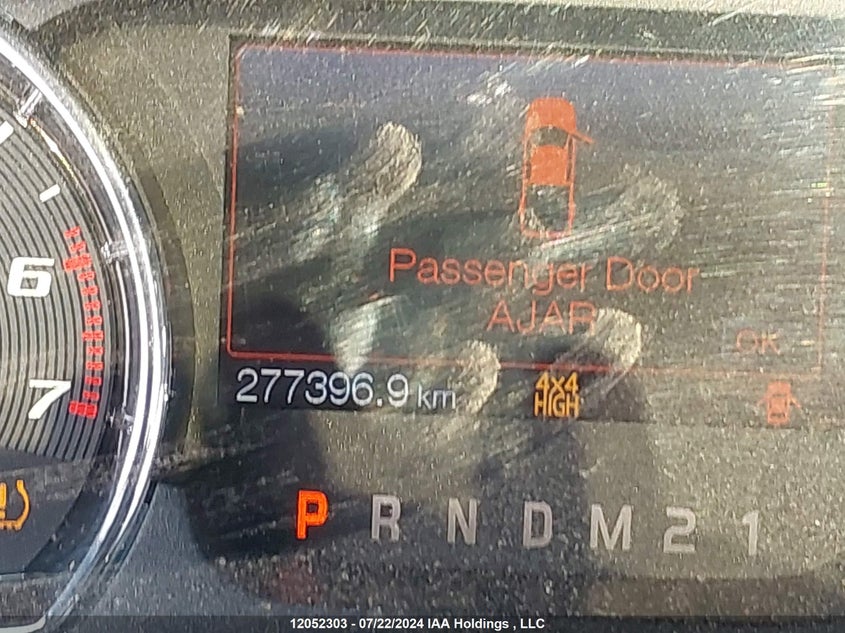 6
7
Passenger Door
AJAR
OK
277396.9 km
4x4
HIGH
P R N D M 2 1
12052303 - 07/22/2024 IAA Holdings , LLC